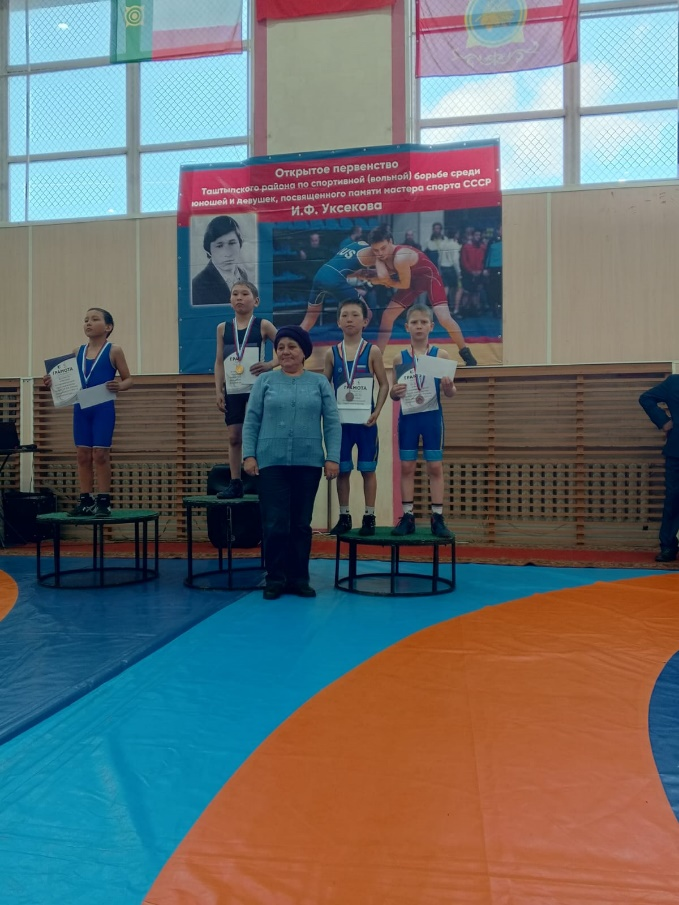 Открытое первенство
Таштыпского района по спортивной (вольной) борьбе среди
юношей и девушек, посвященного памяти мастера спорта СССР
И.Ф. Уксекова
ГРАМОТА
ГРАМОТА
ГРАМОТА